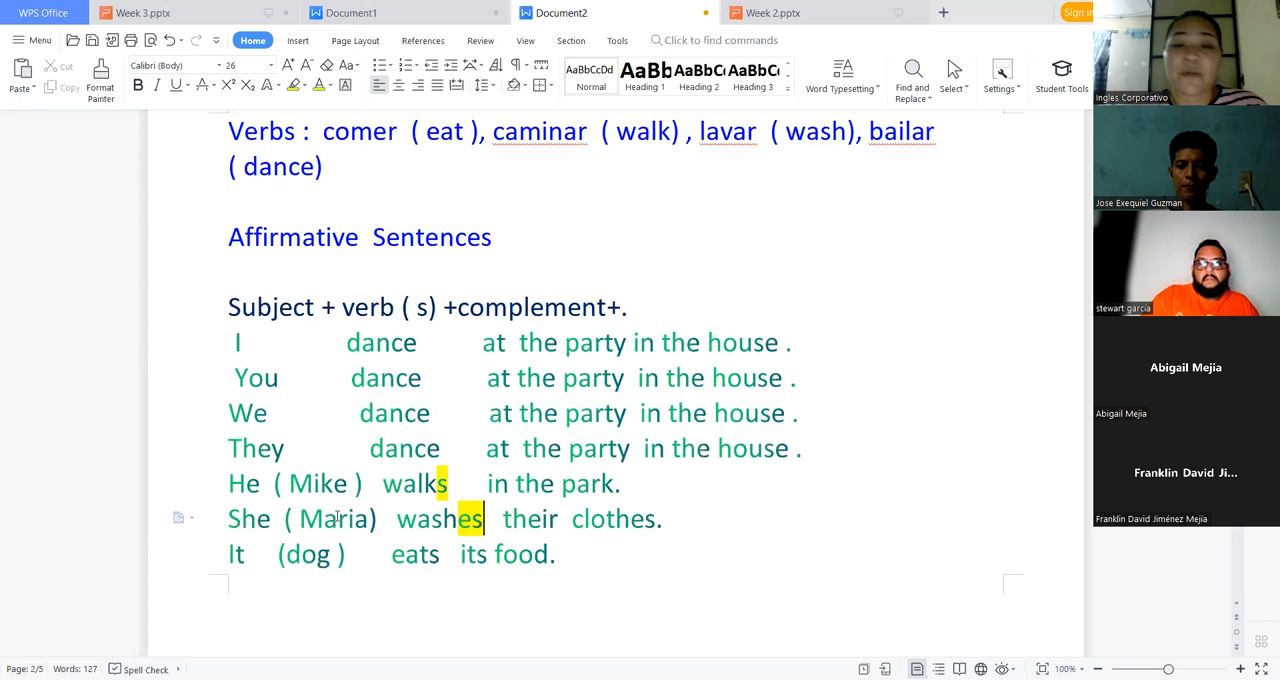 WPS Office Week 3.pptx Document1 Document2 Week 2.pptx Sign in
Menu Home Insert Page Layout References Review View Section Tools Click to find commands
Paste Cut Copy Format Painter Calibri (Body) 26 AaBbCcDd Normal AaBb Heading 1 AaBbC Heading 2 AaBbC Heading 3 Word Typesetting Find and Replace Select Settings Student Tools
Verbs : comer ( eat ), caminar ( walk) , lavar ( wash), bailar
( dance)
Affirmative Sentences
Subject + verb ( s) +complement+.
I dance at the party in the house .
You dance at the party in the house .
We dance at the party in the house .
They dance at the party in the house .
He ( Mike ) walks in the park.
She ( Maria) washes their clothes.
It (dog ) eats its food.
Page: 2/5 Words: 127 Spell Check 100%
Ingles Corporativo
Jose Exequiel Guzman
stewart garcia
Abigail Mejia
Abigail Mejia
Franklin David Ji...
Franklin David Jiménez Mejía